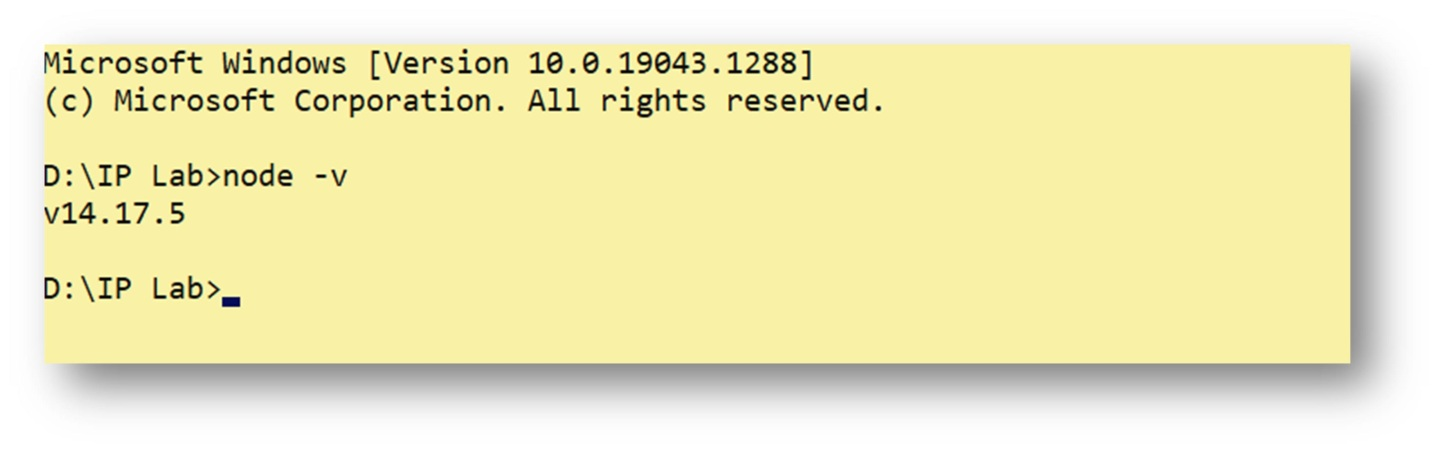 Microsoft Windows [Version 10.0.19043.1288]
(c) Microsoft Corporation. All rights reserved.
D:\IP Lab>node -v
v14.17.5
D:\IP Lab>